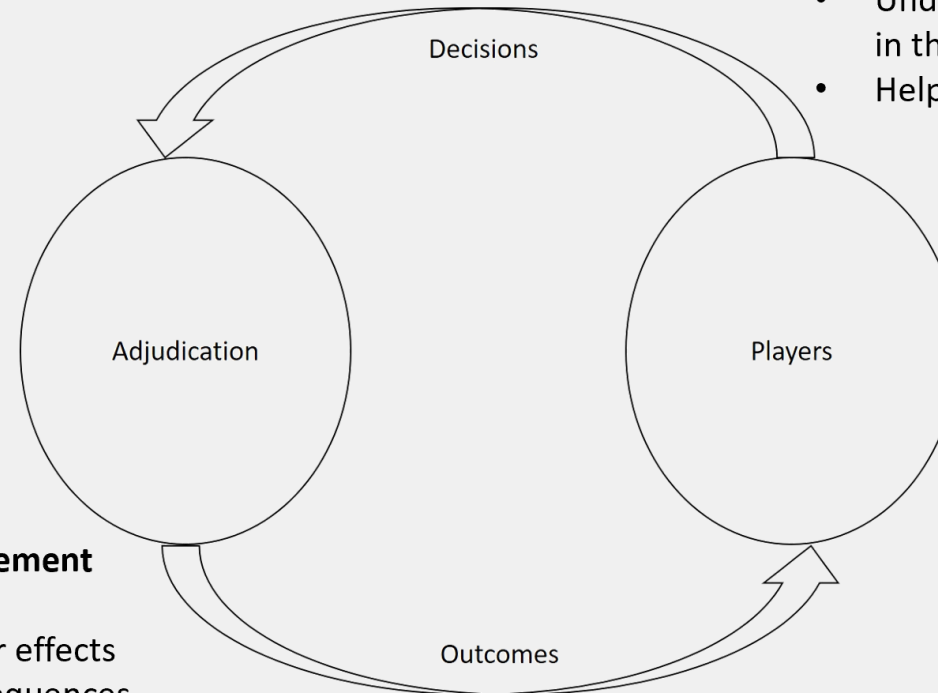 in th
• Help
Decisions
Adjudication
Players
ement
r effects
Outcomes